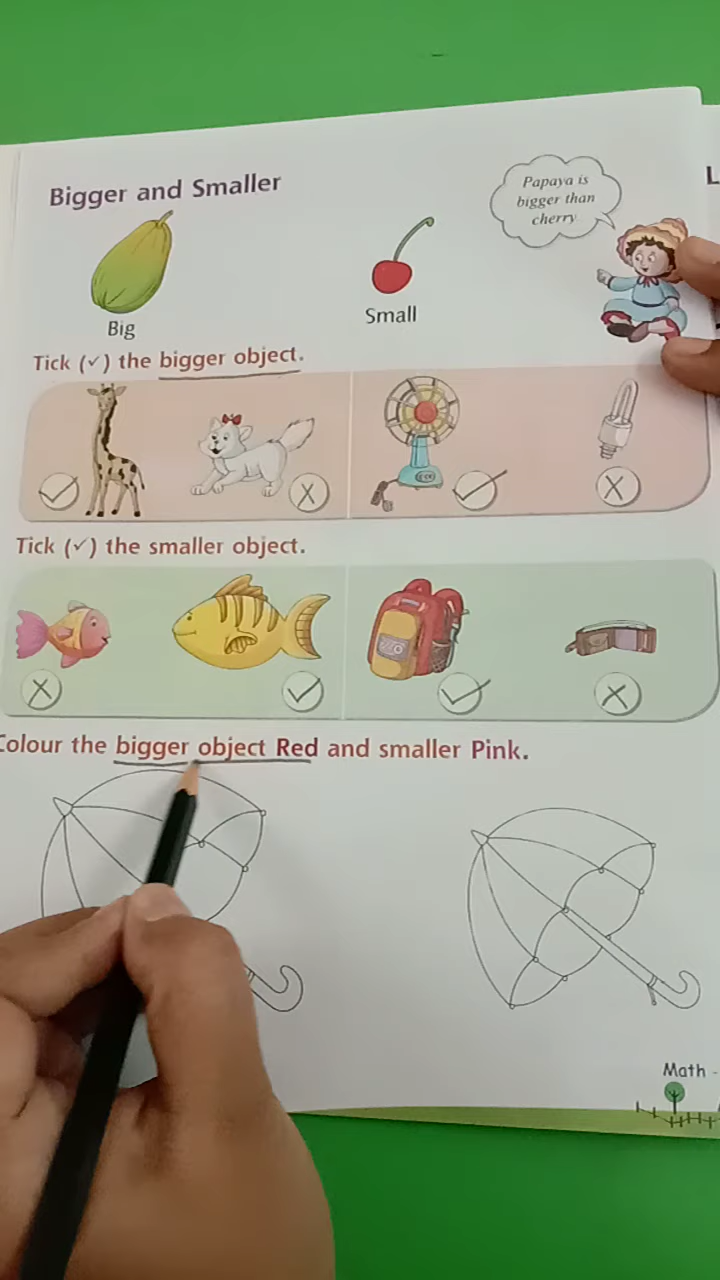 L
Bigger and Smaller
Papaya is
bigger than
cherry
Big
Small
Tick (✓) the bigger object.
Tick (✓) the smaller object.
Colour the bigger object Red and smaller Pink.
Math -